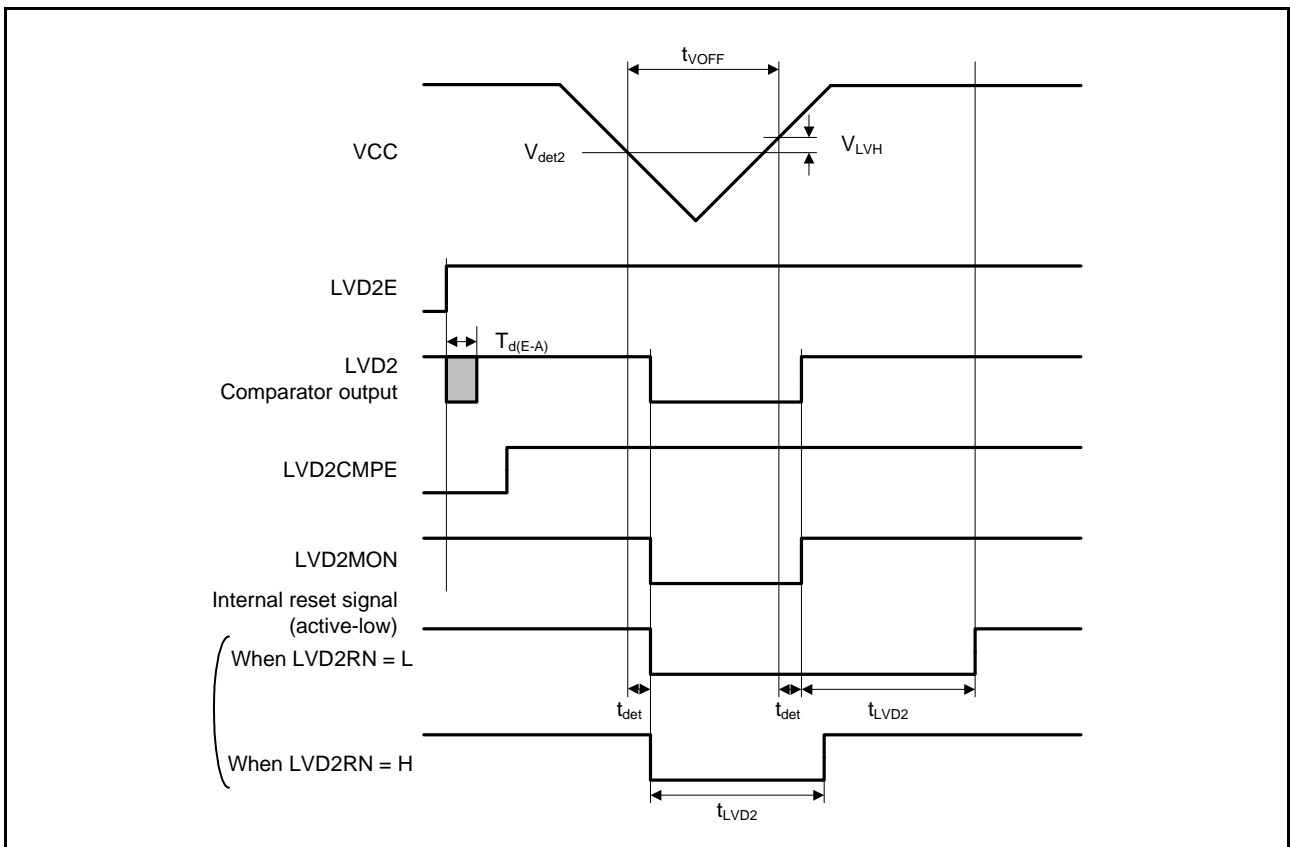 tVOFF
VCC
Vdet2
VLVH
LVD2E
Td(E-A)
LVD2
Comparator output
LVD2CMPE
LVD2MON
Internal reset signal
(active-low)
When LVD2RN = L
tdet
tdet
tLVD2
When LVD2RN = H
tLVD2